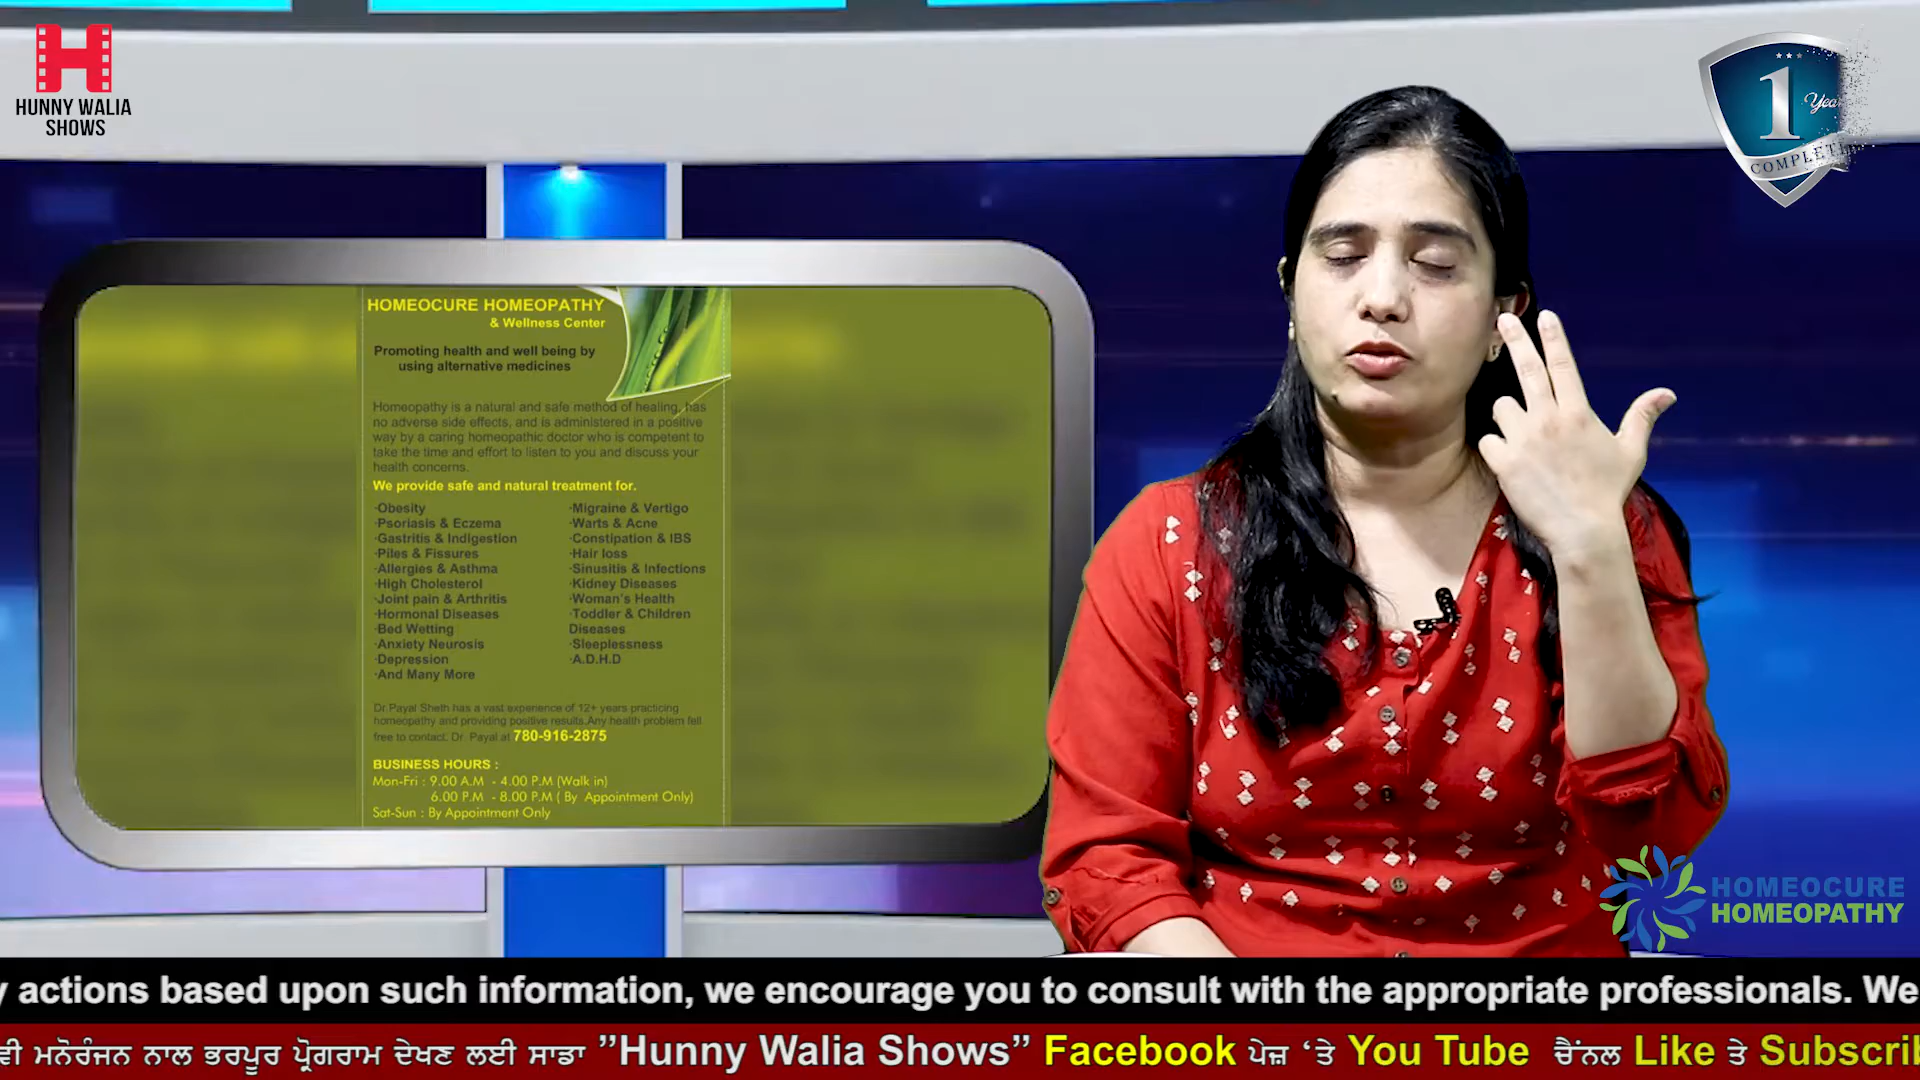 HUNNY WALIA
SHOWS
1
COMPLET
HOMEOCURE HOMEOPATHY
& Wellness Center
Promoting health and well being by
using alternative medicines
Homeopathy is a natural and safe method of healing, has
no adverse side effects, and is administered in a positive
way by a caring homeopathic doctor who is competent to
take the time and effort to listen to you and discuss your
health concerns.
We provide safe and natural treatment for.
·Obesity
·Psoriasis & Eczema
·Gastritis & Indigestion
·Piles & Fissures
·Allergies & Asthma
·High Cholesterol
·Joint pain & Arthritis
·Hormonal Diseases
·Bed Wetting
·Anxiety Neurosis
·Depression
·And Many More
·Migraine & Vertigo
·Warts & Acne
·Constipation & IBS
·Hair loss
·Sinusitis & Infections
·Kidney Diseases
·Woman's Health
·Toddler & Children
Diseases
·Sleeplessness
·A.D.H.D
Dr.Payal Sheth has a vast experience of 12+ years practicing
homeopathy and providing positive results.Any health problem fell
free to contact. Dr. Payal at 780-916-2875
BUSINESS HOURS :
Mon-Fri : 9.00 A.M - 4.00 P.M (Walk in)
6.00 P.M - 8.00 P.M ( By Appointment Only)
Sat-Sun : By Appointment Only
HOMEOCURE
HOMEOPATHY
actions based upon such information, we encourage you to consult with the appropriate professionals. We
ਵੀ ਮਨੋਰੰਜਨ ਨਾਲ ਭਰਪੂਰ ਪ੍ਰੋਗਰਾਮ ਦੇਖਣ ਲਈ ਸਾਡਾ ”Hunny Walia Shows” Facebook ਪੇਜ਼ ‘ਤੇ You Tube ਚੈਂਨਲ Like ਤੇ Subscrib